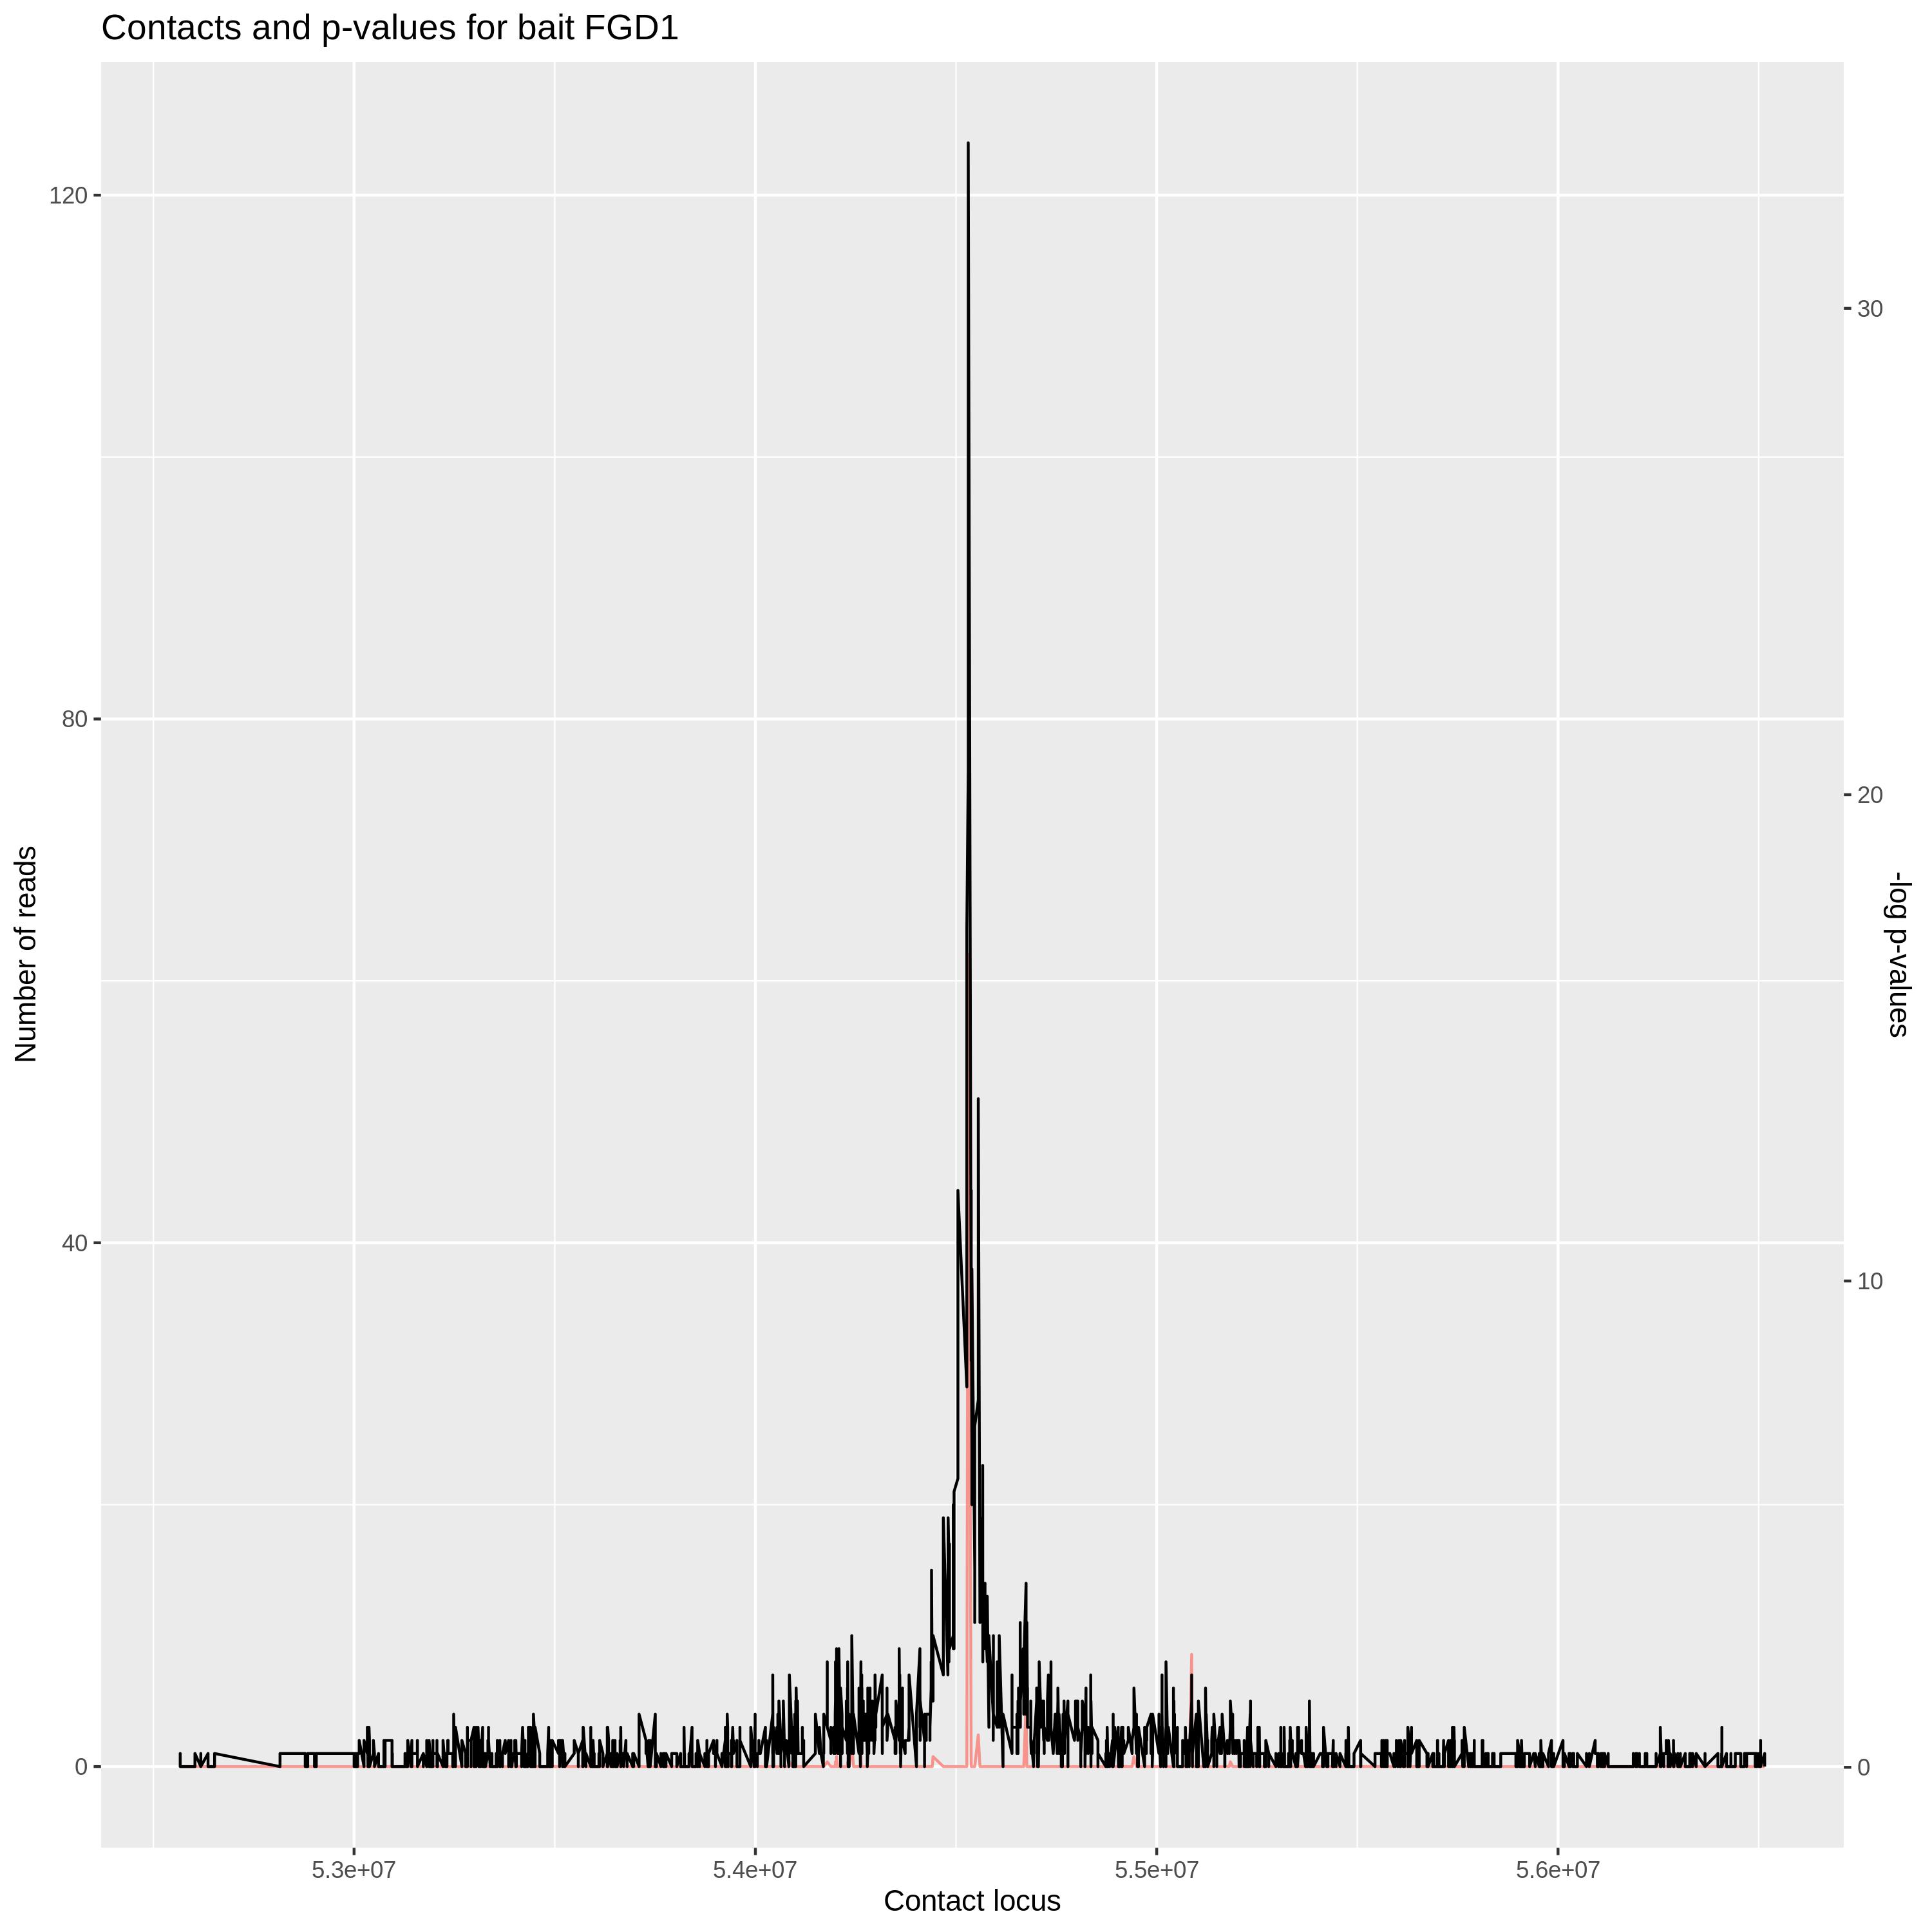 Contacts and p-values for bait FGD1
120
80
40
0
Number of reads
30
20
10
0
-log p-values
5.3e+07
5.4e+07
5.5e+07
5.6e+07
Contact locus